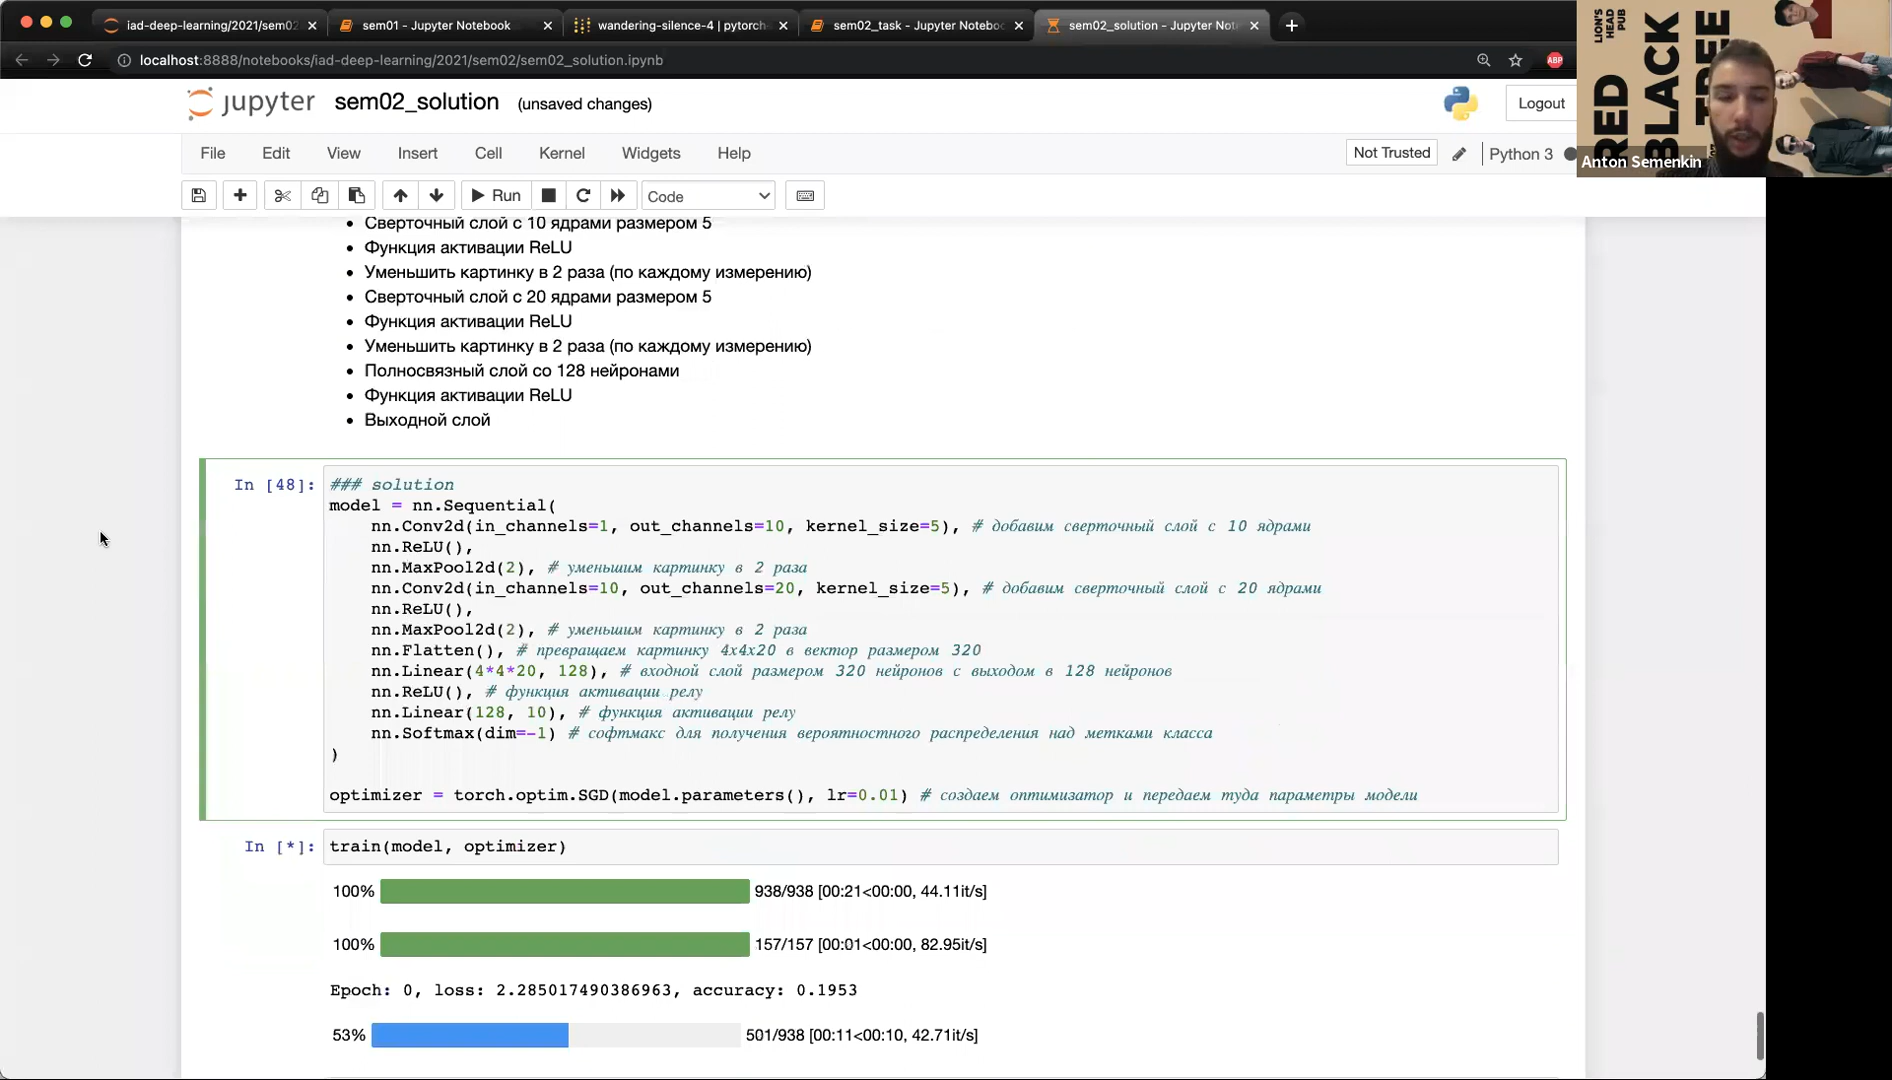 iad-deep-learning/2021/sem02
sem01 - Jupyter Notebook
wandering-silence-4 | pytorch
sem02_task - Jupyter Noteboo
sem02_solution - Jupyter Not
localhost:8888/notebooks/iad-deep-learning/2021/sem02/sem02_solution.ipynb
ABP
LION'S HEAD PUB
RED BLACK TREE
Anton Semenkin
jupyter sem02_solution (unsaved changes)
Logout
File Edit View Insert Cell Kernel Widgets Help
Not Trusted
Python 3
Run
Code
Сверточный слой с 10 ядрами размером 5
Функция активации ReLU
Уменьшить картинку в 2 раза (по каждому измерению)
Сверточный слой с 20 ядрами размером 5
Функция активации ReLU
Уменьшить картинку в 2 раза (по каждому измерению)
Полносвязный слой со 128 нейронами
Функция активации ReLU
Выходной слой
In [48]: ### solution
model = nn.Sequential(
nn.Conv2d(in_channels=1, out_channels=10, kernel_size=5), # добавим сверточный слой с 10 ядрами
nn.ReLU(),
nn.MaxPool2d(2), # уменьшим картинку в 2 раза
nn.Conv2d(in_channels=10, out_channels=20, kernel_size=5), # добавим сверточный слой с 20 ядрами
nn.ReLU(),
nn.MaxPool2d(2), # уменьшим картинку в 2 раза
nn.Flatten(), # превращаем картинку 4x4x20 в вектор размером 320
nn.Linear(4*4*20, 128), # входной слой размером 320 нейронов с выходом в 128 нейронов
nn.ReLU(), # функция активации релу
nn.Linear(128, 10), # функция активации релу
nn.Softmax(dim=-1) # софтмакс для получения вероятностного распределения над метками класса
)
optimizer = torch.optim.SGD(model.parameters(), lr=0.01) # создаем оптимизатор и передаем туда параметры модели
In [*]: train(model, optimizer)
100% 938/938 [00:21<00:00, 44.11it/s]
100% 157/157 [00:01<00:00, 82.95it/s]
Epoch: 0, loss: 2.285017490386963, accuracy: 0.1953
53% 501/938 [00:11<00:10, 42.71it/s]